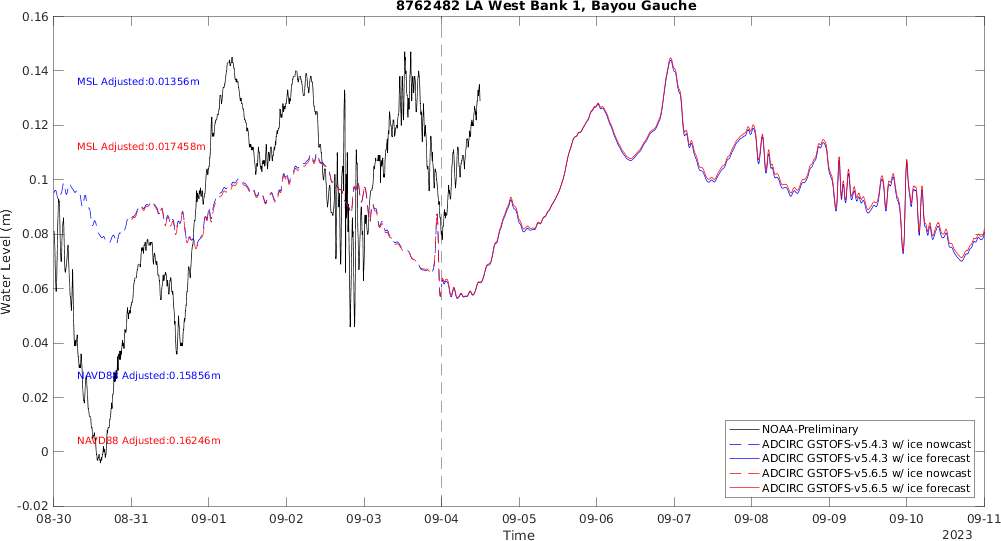 8762482 LA West Bank 1, Bayou Gauche
0.16
0.14
0.12
0.1
0.08
0.06
0.04
0.02
0
-0.02
Water Level (m)
MSL Adjusted:0.01356m
MSL Adjusted:0.017458m
NAVD88 Adjusted:0.15856m
NAVD88 Adjusted:0.16246m
NOAA-Preliminary
ADCIRC GSTOFS-v5.4.3 w/ ice nowcast
ADCIRC GSTOFS-v5.4.3 w/ ice forecast
ADCIRC GSTOFS-v5.6.5 w/ ice nowcast
ADCIRC GSTOFS-v5.6.5 w/ ice forecast
08-30 08-31 09-01 09-02 09-03 09-04 09-05 09-06 09-07 09-08 09-09 09-10 09-11
Time
2023